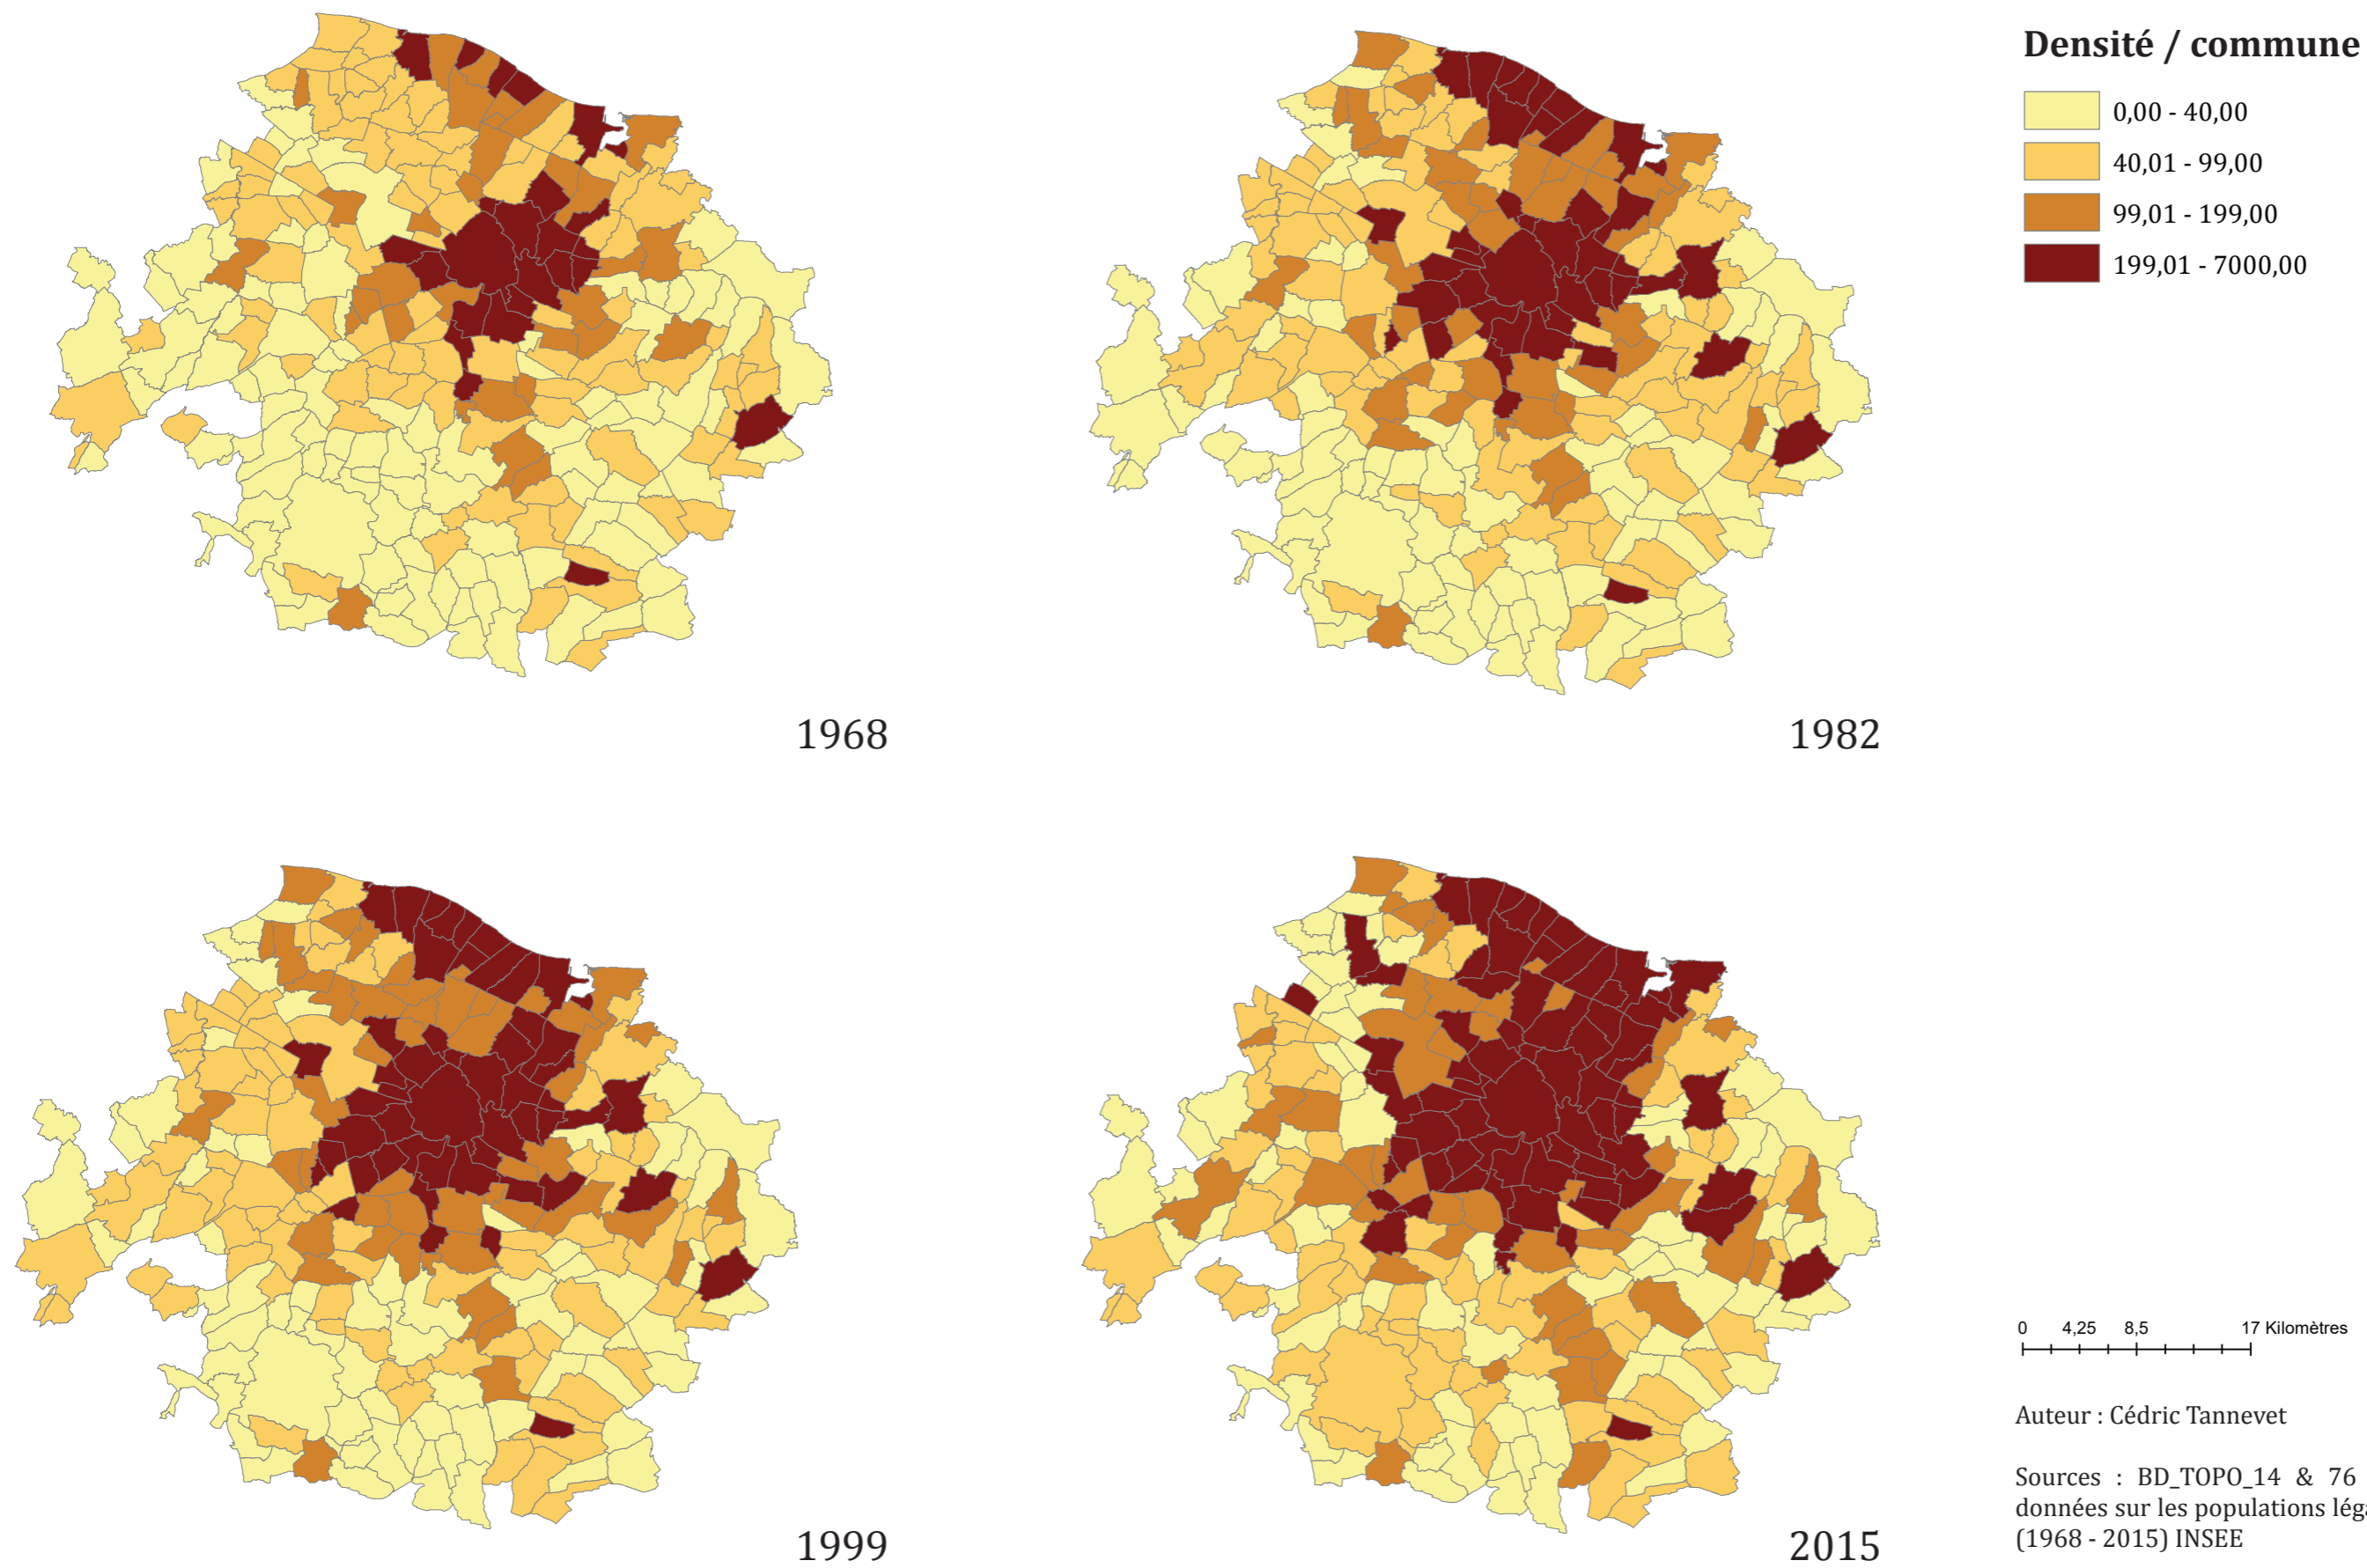 Densité / commune
0,00 - 40,00
40,01 - 99,00
99,01 - 199,00
199,01 - 7000,00
1968
1982
1999
2015
0 4,25 8,5 17 Kilomètres
Auteur : Cédric Tannevet
Sources : BD_TOPO_14 & 76
données sur les populations
(1968 - 2015) INSEE